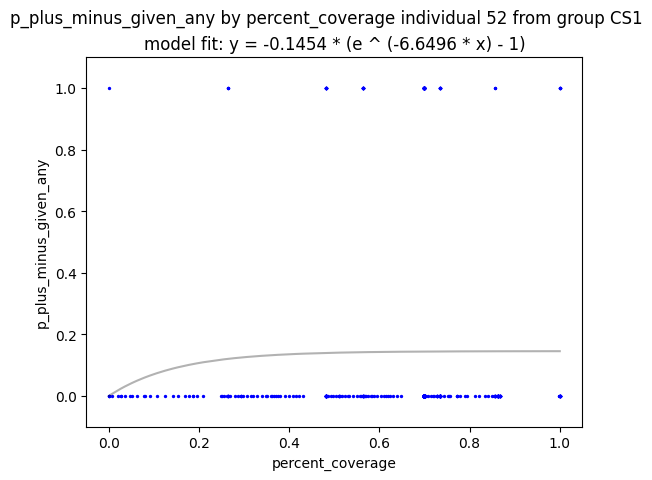 p_plus_minus_given_any by percent_coverage individual 52 from group CS1
model fit: y = -0.1454 * (e ^ (-6.6496 * x) - 1)
1.0
0.8
0.6
0.4
0.2
0.0
p_plus_minus_given_any
0.0 0.2 0.4 0.6 0.8 1.0
percent_coverage